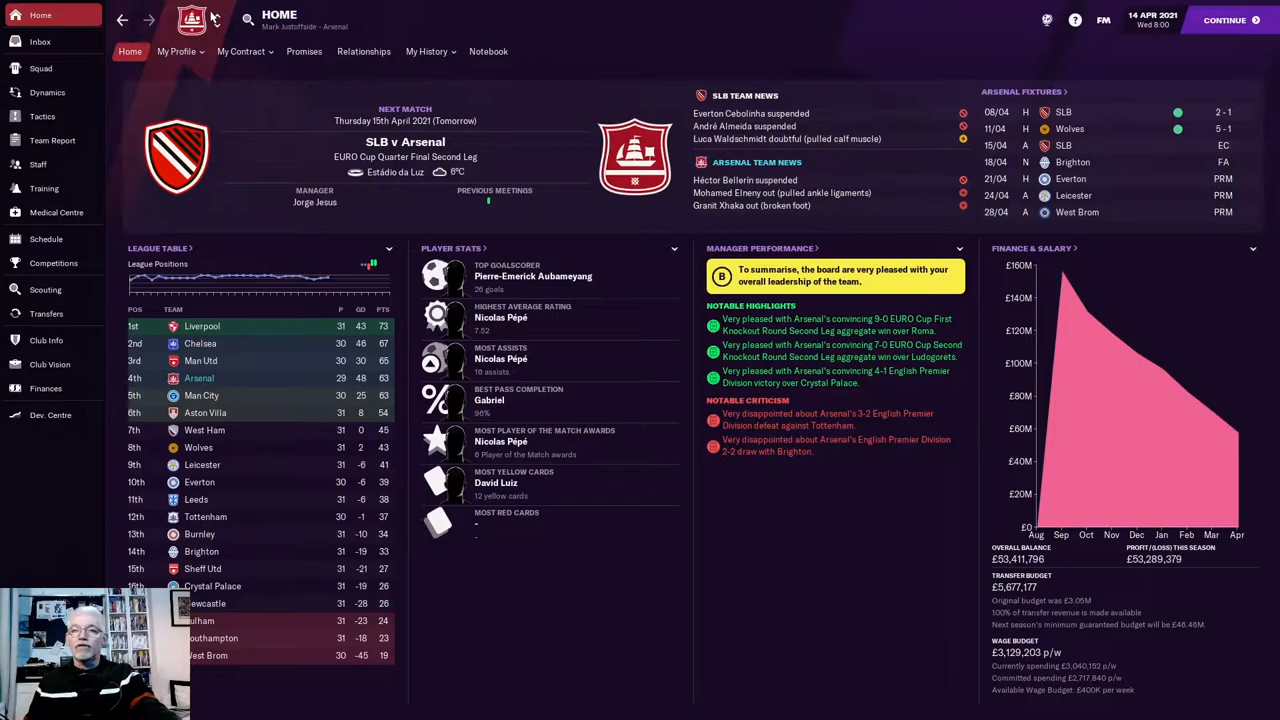 Home
HOME
Mark Justoffside - Arsenal
FM
14 APR 2021
Wed 8:00
CONTINUE
Inbox
Squad
Dynamics
Tactics
Team Report
Staff
Training
Medical Centre
Schedule
Competitions
Scouting
Transfers
Club Info
Club Vision
Finances
Dev. Centre
Home
My Profile
My Contract
Promises
Relationships
My History
Notebook
NEXT MATCH
Thursday 15th April 2021 (Tomorrow)
SLB v Arsenal
EURO Cup Quarter Final Second Leg
Estádio da Luz 6ºC
MANAGER
Jorge Jesus
PREVIOUS MEETINGS
SLB TEAM NEWS
Everton Cebolinha suspended
André Almeida suspended
Luca Waldschmidt doubtful (pulled calf muscle)
ARSENAL TEAM NEWS
Héctor Bellerín suspended
Mohamed Elneny out (pulled ankle ligaments)
Granit Xhaka out (broken foot)
ARSENAL FIXTURES
08/04 H SLB 2 - 1
11/04 H Wolves 5 - 1
15/04 A SLB EC
18/04 N Brighton FA
21/04 H Everton PRM
24/04 A Leicester PRM
28/04 A West Brom PRM
LEAGUE TABLE
League Positions
POS TEAM P GD PTS
1st Liverpool 31 43 73
2nd Chelsea 30 46 67
3rd Man Utd 30 30 65
4th Arsenal 29 48 63
5th Man City 30 25 63
6th Aston Villa 31 8 54
7th West Ham 31 0 45
8th Wolves 31 2 43
9th Leicester 31 -6 41
10th Everton 30 -6 39
11th Leeds 31 -6 38
12th Tottenham 30 -1 37
13th Burnley 30 -10 34
14th Brighton 31 -19 33
15th Sheff Utd 31 -21 27
16th Crystal Palace 31 -19 26
ewcastle 31 -28 26
ulham 31 -23 24
outhampton 31 -18 23
est Brom 30 -45 19
PLAYER STATS
TOP GOALSCORER
Pierre-Emerick Aubameyang
26 goals
HIGHEST AVERAGE RATING
Nicolas Pépé
7.52
MOST ASSISTS
Nicolas Pépé
16 assists
BEST PASS COMPLETION
Gabriel
96%
MOST PLAYER OF THE MATCH AWARDS
Nicolas Pépé
6 Player of the Match awards
MOST YELLOW CARDS
David Luiz
12 yellow cards
MOST RED CARDS
-
-
MANAGER PERFORMANCE
B
To summarise, the board are very pleased with your
overall leadership of the team.
NOTABLE HIGHLIGHTS
Very pleased with Arsenal's convincing 9-0 EURO Cup First
Knockout Round Second Leg aggregate win over Roma.
Very pleased with Arsenal's convincing 7-0 EURO Cup Second
Knockout Round Second Leg aggregate win over Ludogorets.
Very pleased with Arsenal's convincing 4-1 English Premier
Division victory over Crystal Palace.
NOTABLE CRITICISM
Very disappointed about Arsenal's 3-2 English Premier
Division defeat against Tottenham.
Very disappointed about Arsenal's English Premier Division
2-2 draw with Brighton.
FINANCE & SALARY
£160M
£140M
£120M
£100M
£80M
£60M
£40M
£20M
£0
Aug Sep Oct Nov Dec Jan Feb Mar Apr
OVERALL BALANCE
£53,411,796
PROFIT/(LOSS) THIS SEASON
£53,289,379
TRANSFER BUDGET
£5,677,177
Original budget was £3.05M
100% of transfer revenue is made available
Next season's minimum guaranteed budget will be £46.46M.
WAGE BUDGET
£3,129,203 p/w
Currently spending £3,040,152 p/w
Committed spending £2,717,840 p/w
Available Wage Budget: £400K per week